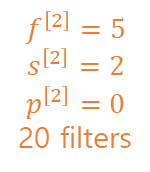 f^[2] = 5
s^[2] = 2
p^[2] = 0
20 filters